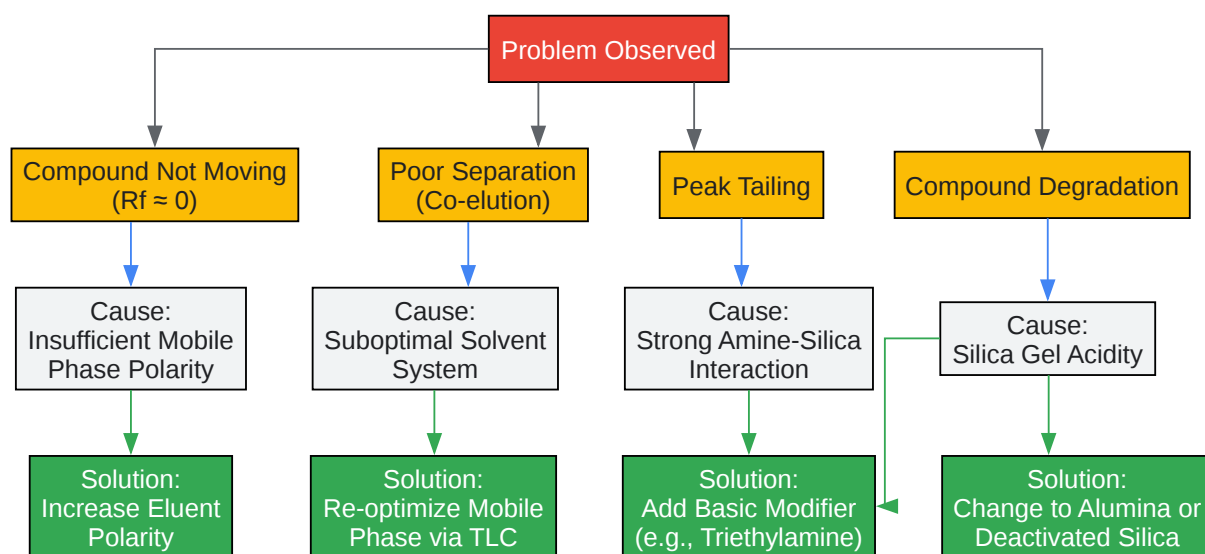 Problem Observed
Compound Not Moving
(Rf ≈ 0)
Poor Separation
(Co-elution)
Peak Tailing
Compound Degradation
Cause:
Insufficient Mobile
Phase Polarity
Cause:
Suboptimal Solvent
System
Cause:
Strong Amine-Silica
Interaction
Cause:
Silica Gel Acidity
Solution:
Increase Eluent
Polarity
Solution:
Re-optimize Mobile
Phase via TLC
Solution:
Add Basic Modifier
(e.g., Triethylamine)
Solution:
Change to Alumina or
Deactivated Silica